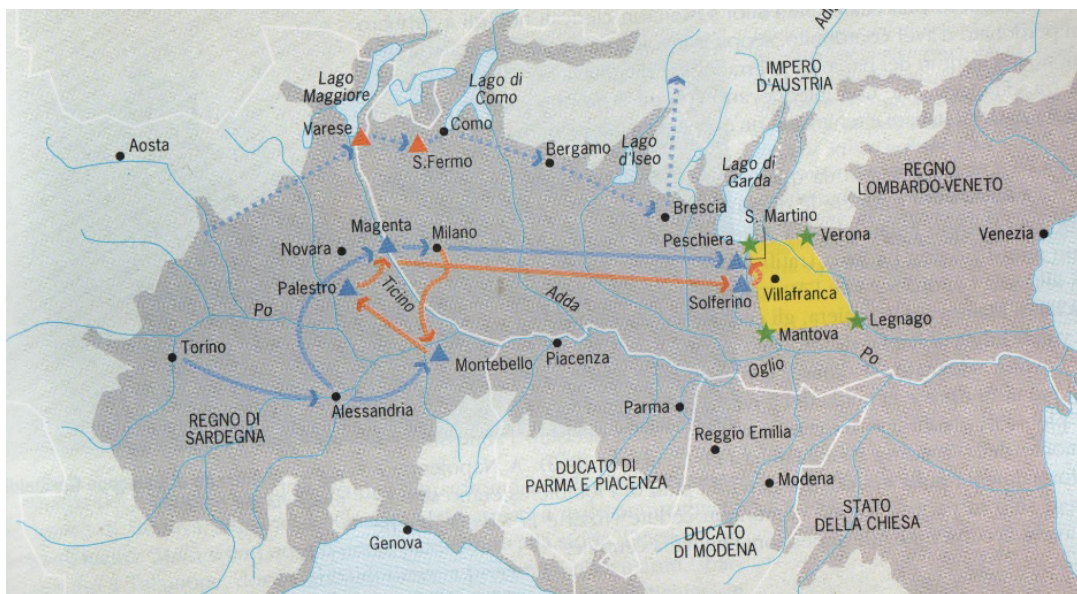 Adi
IMPERO
D'AUSTRIA
Lago
Maggiore
Lago di
Como
Varese
Como
S.Fermo
Aosta
Bergamo
Lago
d'Iseo
Lago di
Garda
REGNO
LOMBARDO-VENETO
Brescia
S. Martino
Peschiera
Verona
Venezia
Magenta
Milano
Novara
Palestro
Ticino
Adda
Solferino
Villafranca
Po
Legnago
Mantova
Torino
Montebello
Piacenza
Oglio
Po
Alessandria
REGNO DI
SARDEGNA
Parma
Reggio Emilia
DUCATO DI
PARMA E PIACENZA
Modena
STATO
DELLA CHIESA
DUCATO
DI MODENA
Genova